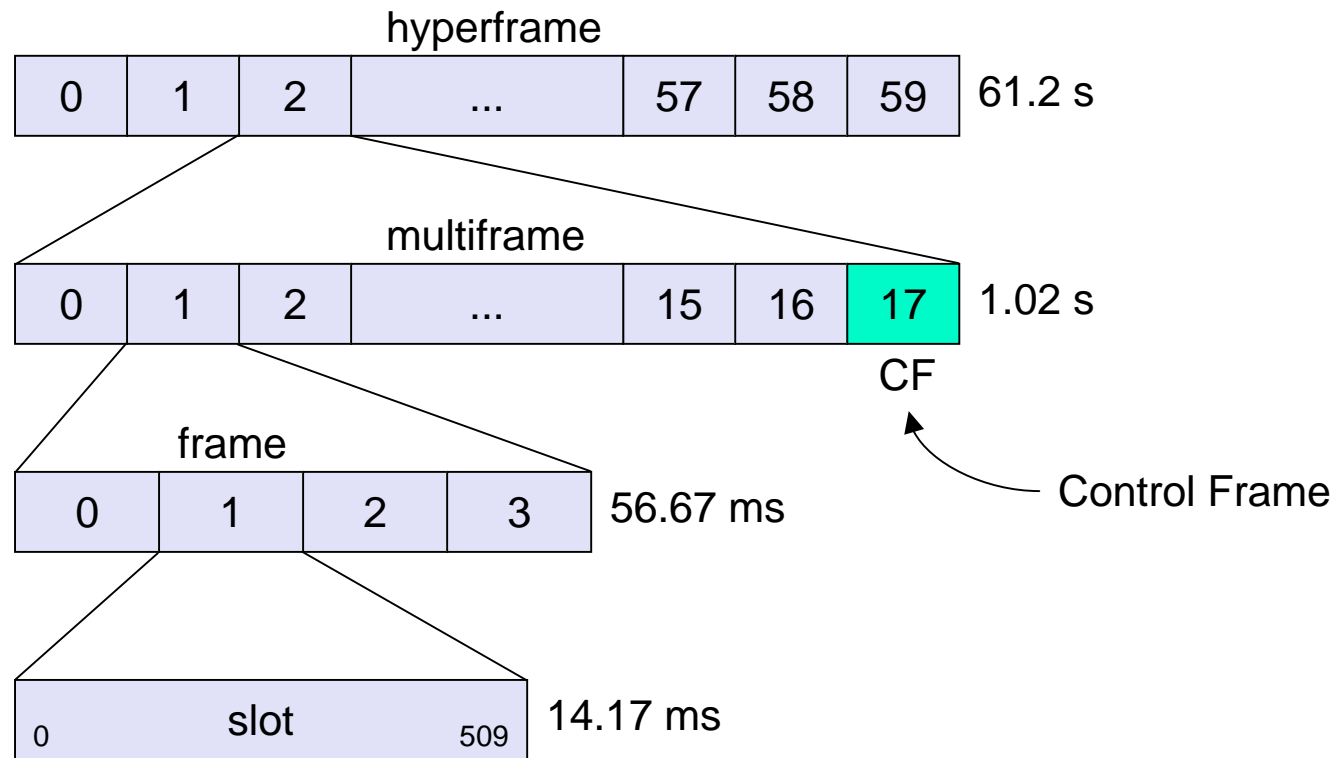 hyperframe
0 1 2 ... 57 58 59 61.2 s
multiframe
0 1 2 ... 15 16 17 1.02 s
CF
frame
Control Frame
0 1 2 3 56.67 ms
slot 14.17 ms
0 509